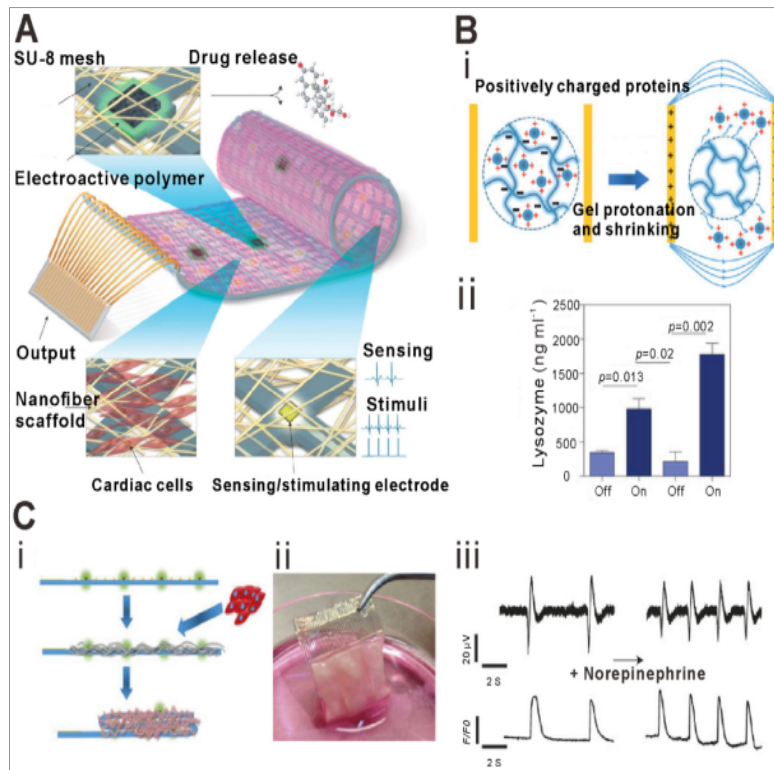 A
SU-8 mesh
Drug release
Electroactive polymer
Output
Nanofiber
scaffold
Cardiac cells
Sensing
Stimuli
Sensing/stimulating electrode
B
i
Positively charged proteins
Gel protonation
and shrinking
ii
Lysozyme (ng ml⁻¹)
2500
2000
1500
1000
500
0
p=0.013
p=0.02
p=0.002
Off
On
Off
On
C
i
ii
iii
20 μV
2 S
+ Norepinephrine
F/F0
2 S